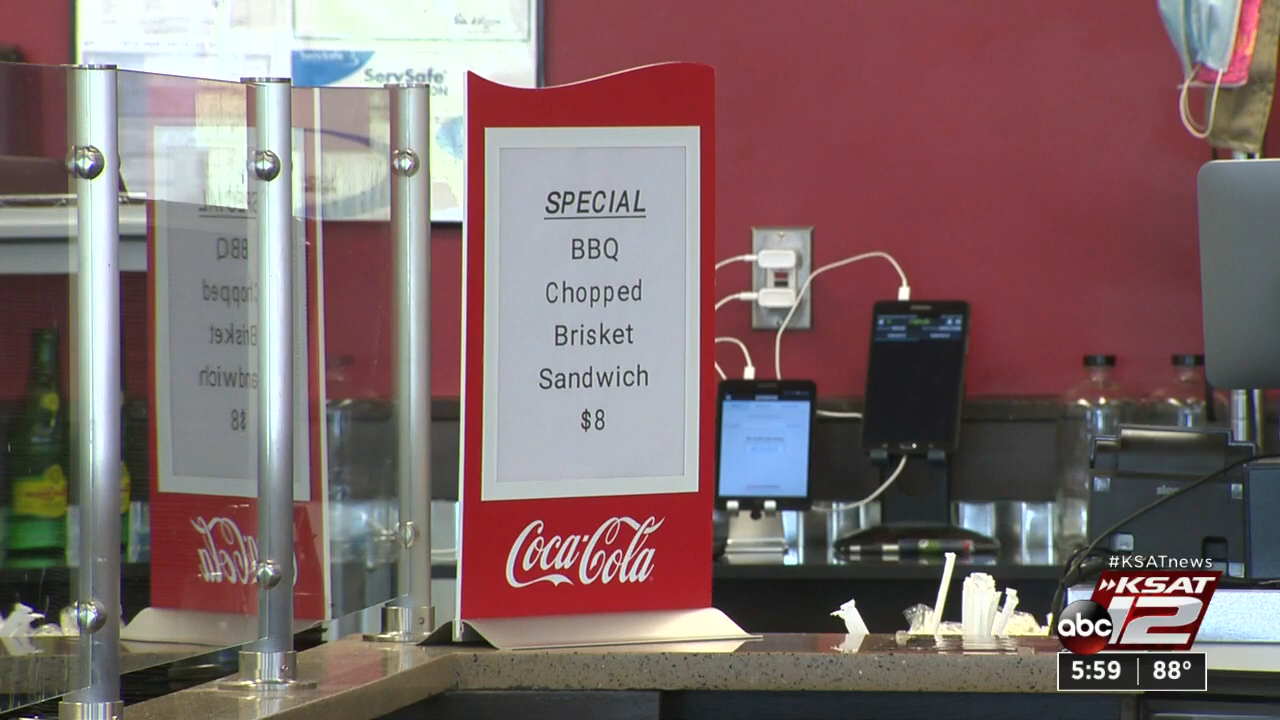 ServSafe
SPECIAL
BBQ
Chopped
Brisket
Sandwich
$8
Coca-Cola
#KSATnews
KSAT
abc 12
5:59 88°